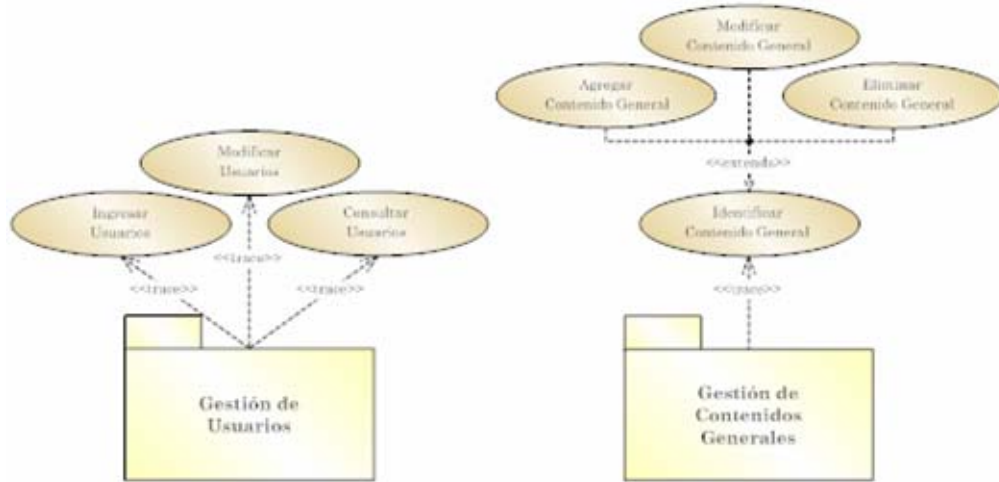 Modificar
Usuarios
Ingresar
Usuarios
Consultar
Usuarios
<<trace>>
<<trace>>
<<trace>>
Gestión de
Usuarios
Modificar
Contenido General
Agregar
Contenido General
Eliminar
Contenido General
<<extends>>
Identificar
Contenido General
<<trace>>
Gestión de
Contenidos
Generales